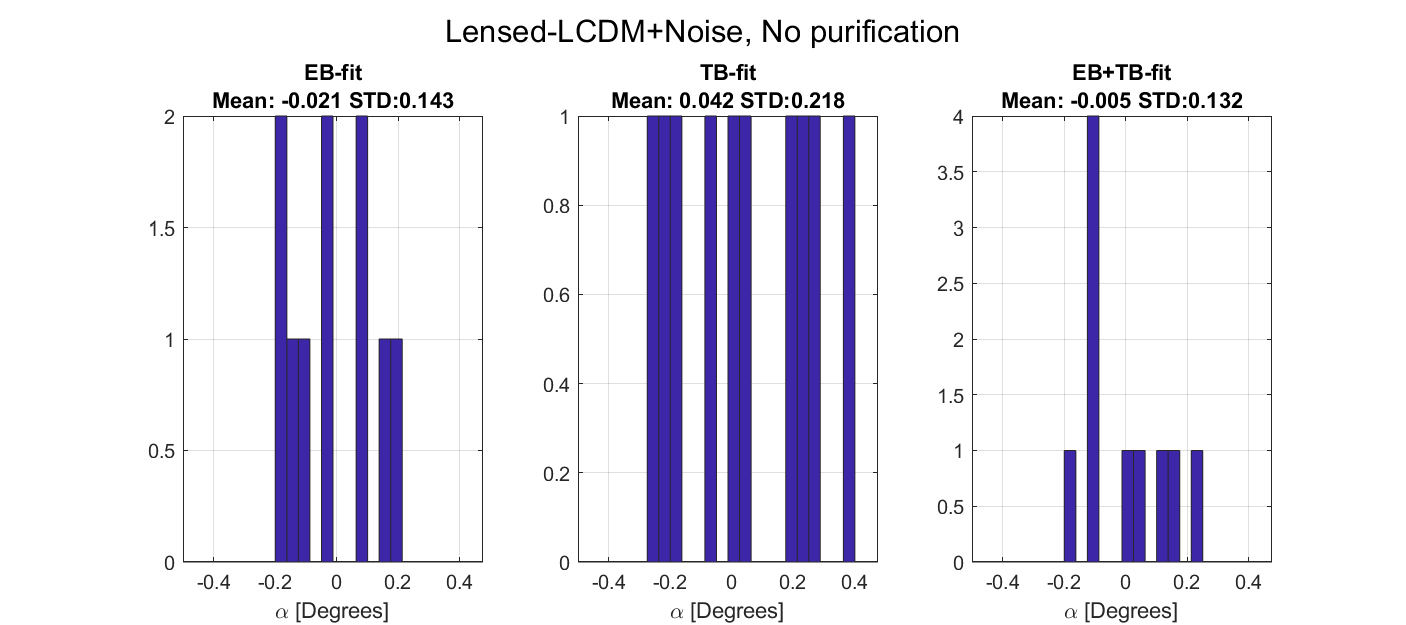 Lensed-LCDM+Noise, No purification
EB-fit
Mean: -0.021 STD:0.143
2
1.5
1
0.5
0
-0.4 -0.2 0 0.2 0.4
α [Degrees]
TB-fit
Mean: 0.042 STD:0.218
1
0.8
0.6
0.4
0.2
0
-0.4 -0.2 0 0.2 0.4
α [Degrees]
EB+TB-fit
Mean: -0.005 STD:0.132
4
3.5
3
2.5
2
1.5
1
0.5
0
-0.4 -0.2 0 0.2 0.4
α [Degrees]